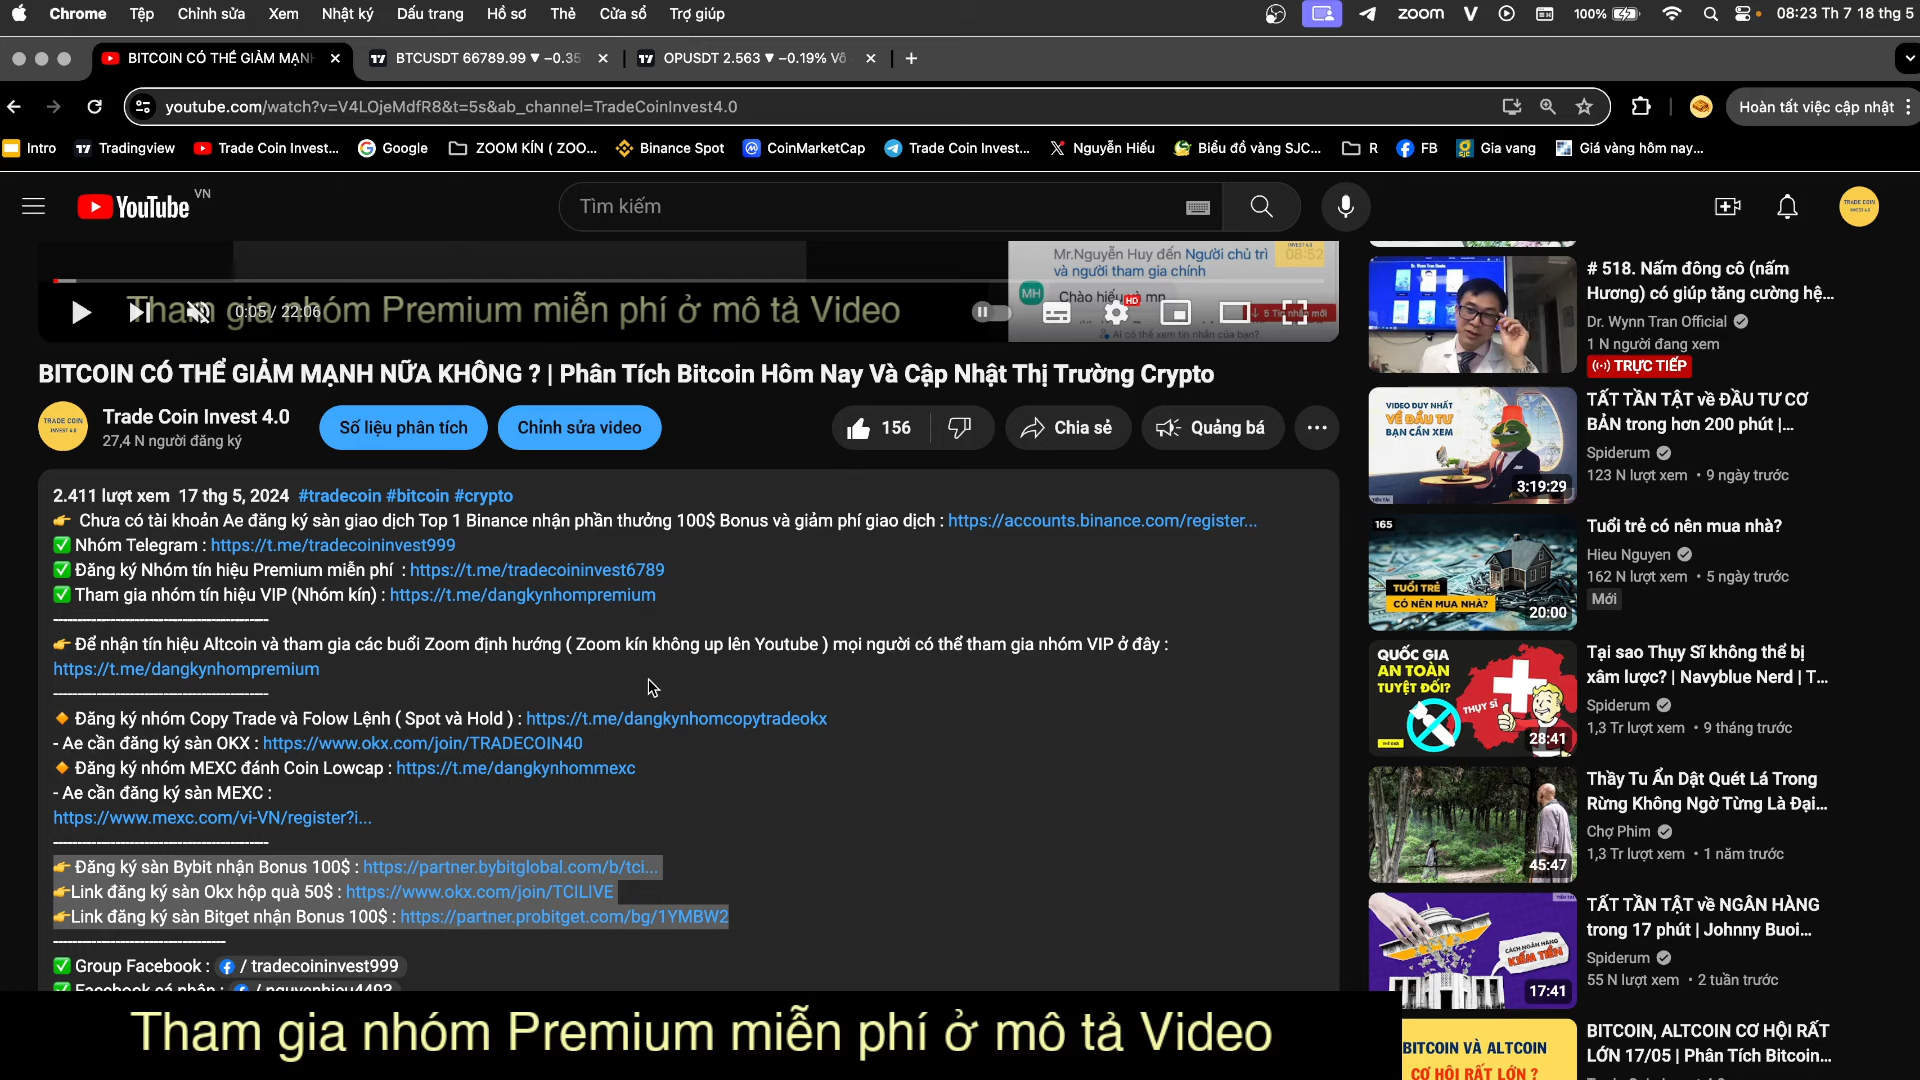 Chrome Tệp Chỉnh sửa Xem Nhật ký Dấu trang Hồ sơ Thẻ Cửa sổ Trợ giúp zoom 100% 08:23 Th 7 18 thg 5
BITCOIN CÓ THỂ GIẢM MẠNH BTCUSDT 66789.99 ▼ −0.35 OPUSDT 2.563 ▼ −0.19% Vô
youtube.com/watch?v=V4LOjeMdfR8&t=5s&ab_channel=TradeCoinInvest4.0 Hoàn tất việc cập nhật
Intro Tradingview Trade Coin Invest... Google ZOOM KÍN ( ZOO... Binance Spot CoinMarketCap Trade Coin Invest... Nguyễn Hiếu Biểu đồ vàng SJC... R FB Gia vang Giá vàng hôm nay...
YouTube VN Tìm kiếm
Mr.Nguyễn Huy đến Người chủ trì
và người tham gia chính
08:52
MH Chào hiếu và mn
Tham gia nhóm Premium miễn phí ở mô tả Video
0:05 / 22:06
HD
5 Tin nhắn mới
AI có thể xem tin nhắn của bạn?
BITCOIN CÓ THỂ GIẢM MẠNH NỮA KHÔNG ? | Phân Tích Bitcoin Hôm Nay Và Cập Nhật Thị Trường Crypto
TRADE COIN
INVEST 4.0
Trade Coin Invest 4.0
27,4 N người đăng ký
Số liệu phân tích Chỉnh sửa video 156 Chia sẻ Quảng bá
2.411 lượt xem 17 thg 5, 2024 #tradecoin #bitcoin #crypto
👉 Chưa có tài khoản Ae đăng ký sàn giao dịch Top 1 Binance nhận phần thưởng 100$ Bonus và giảm phí giao dịch : https://accounts.binance.com/register...
✅ Nhóm Telegram : https://t.me/tradecoininvest999
✅ Đăng ký Nhóm tín hiệu Premium miễn phí : https://t.me/tradecoininvest6789
✅ Tham gia nhóm tín hiệu VIP (Nhóm kín) : https://t.me/dangkynhompremium
👉 Để nhận tín hiệu Altcoin và tham gia các buổi Zoom định hướng ( Zoom kín không up lên Youtube ) mọi người có thể tham gia nhóm VIP ở đây :
https://t.me/dangkynhompremium
🔸 Đăng ký nhóm Copy Trade và Folow Lệnh ( Spot và Hold ) : https://t.me/dangkynhomcopytradeokx
- Ae cần đăng ký sàn OKX : https://www.okx.com/join/TRADECOIN40
🔸 Đăng ký nhóm MEXC đánh Coin Lowcap : https://t.me/dangkynhommexc
- Ae cần đăng ký sàn MEXC :
https://www.mexc.com/vi-VN/register?i...
👉 Đăng ký sàn Bybit nhận Bonus 100$ : https://partner.bybitglobal.com/b/tci...
👉Link đăng ký sàn Okx hộp quà 50$ : https://www.okx.com/join/TCILIVE
👉Link đăng ký sàn Bitget nhận Bonus 100$ : https://partner.probitget.com/bg/1YMBW2
✅ Group Facebook : / tradecoininvest999
✅ Facebook cá nhân : / nguyenhieu4493
Tham gia nhóm Premium miễn phí ở mô tả Video
# 518. Nấm đông cô (nấm
Hương) có giúp tăng cường hệ...
Dr. Wynn Tran Official
1 N người đang xem
TRỰC TIẾP
VIDEO DUY NHẤT
VỀ ĐẦU TƯ
BẠN CẦN XEM
3:19:29
TẤT TẦN TẬT về ĐẦU TƯ CƠ
BẢN trong hơn 200 phút |...
Spiderum
123 N lượt xem • 9 ngày trước
165
TUỔI TRẺ
CÓ NÊN MUA NHÀ?
20:00
Tuổi trẻ có nên mua nhà?
Hieu Nguyen
162 N lượt xem • 5 ngày trước
Mới
QUỐC GIA
AN TOÀN
TUYỆT ĐỐI?
THỤY SĨ
THẾ GIỚI
28:41
Tại sao Thụy Sĩ không thể bị
xâm lược? | Navyblue Nerd | T...
Spiderum
1,3 Tr lượt xem • 9 tháng trước
45:47
Thầy Tu Ẩn Dật Quét Lá Trong
Rừng Không Ngờ Từng Là Đại...
Chợ Phim
1,3 Tr lượt xem • 1 năm trước
CÁCH NGÂN HÀNG
KIẾM TIỀN
17:41
TẤT TẦN TẬT về NGÂN HÀNG
trong 17 phút | Johnny Buoi...
Spiderum
55 N lượt xem • 2 tuần trước
BITCOIN VÀ ALTCOIN
CƠ HỘI RẤT LỚN ?
BITCOIN, ALTCOIN CƠ HỘI RẤT
LỚN 17/05 | Phân Tích Bitcoin...